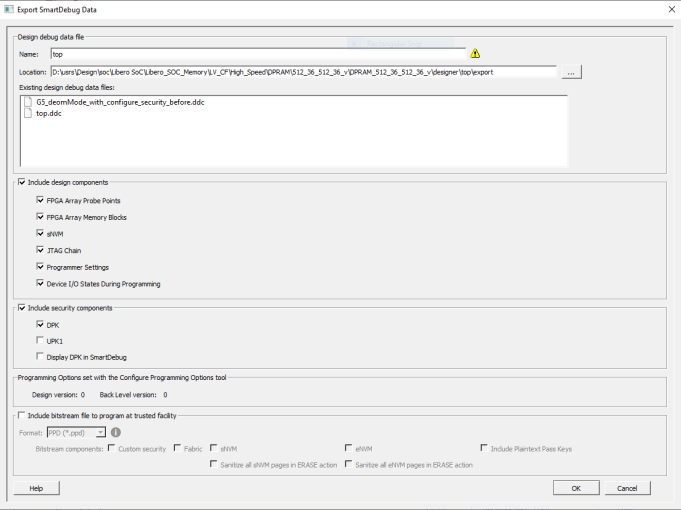 Export SmartDebug Data
Design debug data file
Name: top
Location: D:\usrs\Design\soc\Libero SoC\Libero_SOC_Memory\LV_CF\High_Speed\DPRAM\512_36_512_36_v\DPRAM_512_36_512_36_v\designer\top\export ...
Existing design debug data files:
G5_deomMode_with_configure_security_before.ddc
top.ddc
Include design components
FPGA Array Probe Points
FPGA Array Memory Blocks
sNVM
JTAG Chain
Programmer Settings
Device I/O States During Programming
Include security components
DPK
UPK1
Display DPK in SmartDebug
Programming Options set with the Configure Programming Options tool
Design version: 0 Back Level version: 0
Include bitstream file to program at trusted facility
Format: PPD (*.ppd)
Bitstream components: Custom security Fabric sNVM eNVM Include Plaintext Pass Keys
Sanitize all sNVM pages in ERASE action Sanitize all eNVM pages in ERASE action
Help OK Cancel